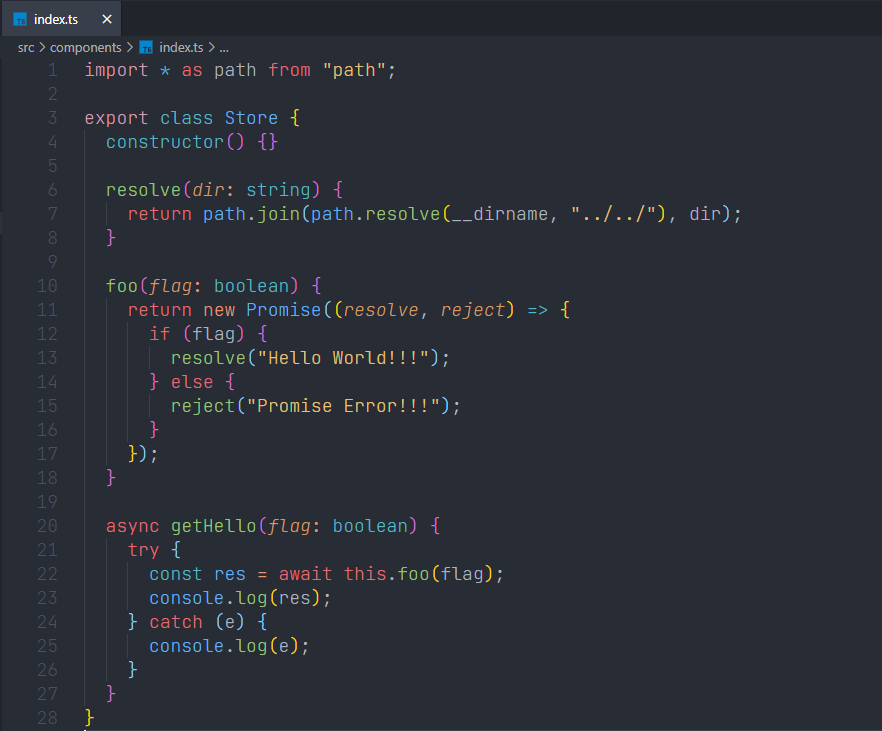 index.ts ×
src > components > TS index.ts > ...
1 import * as path from "path";
2
3 export class Store {
4   constructor() {}
5
6   resolve(dir: string) {
7     return path.join(path.resolve(__dirname, "../../"), dir);
8   }
9
10   foo(flag: boolean) {
11     return new Promise((resolve, reject) => {
12       if (flag) {
13         resolve("Hello World!!!");
14       } else {
15         reject("Promise Error!!!");
16       }
17     });
18   }
19
20   async getHello(flag: boolean) {
21     try {
22       const res = await this.foo(flag);
23       console.log(res);
24     } catch (e) {
25       console.log(e);
26     }
27   }
28 }